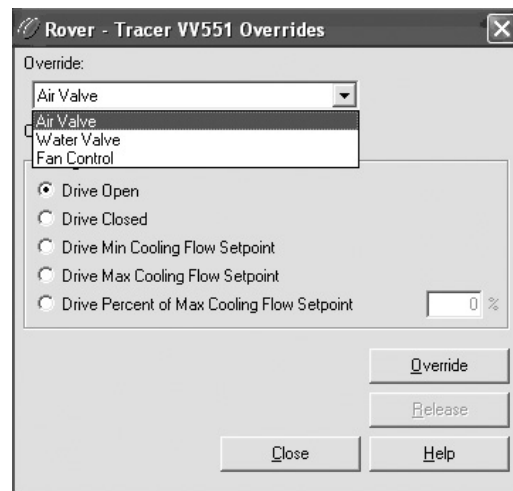 Rover - Tracer VV551 Overrides
Override:
Air Valve
Air Valve
Water Valve
Fan Control
Drive Open
Drive Closed
Drive Min Cooling Flow Setpoint
Drive Max Cooling Flow Setpoint
Drive Percent of Max Cooling Flow Setpoint 0 %
Override
Release
Close Help